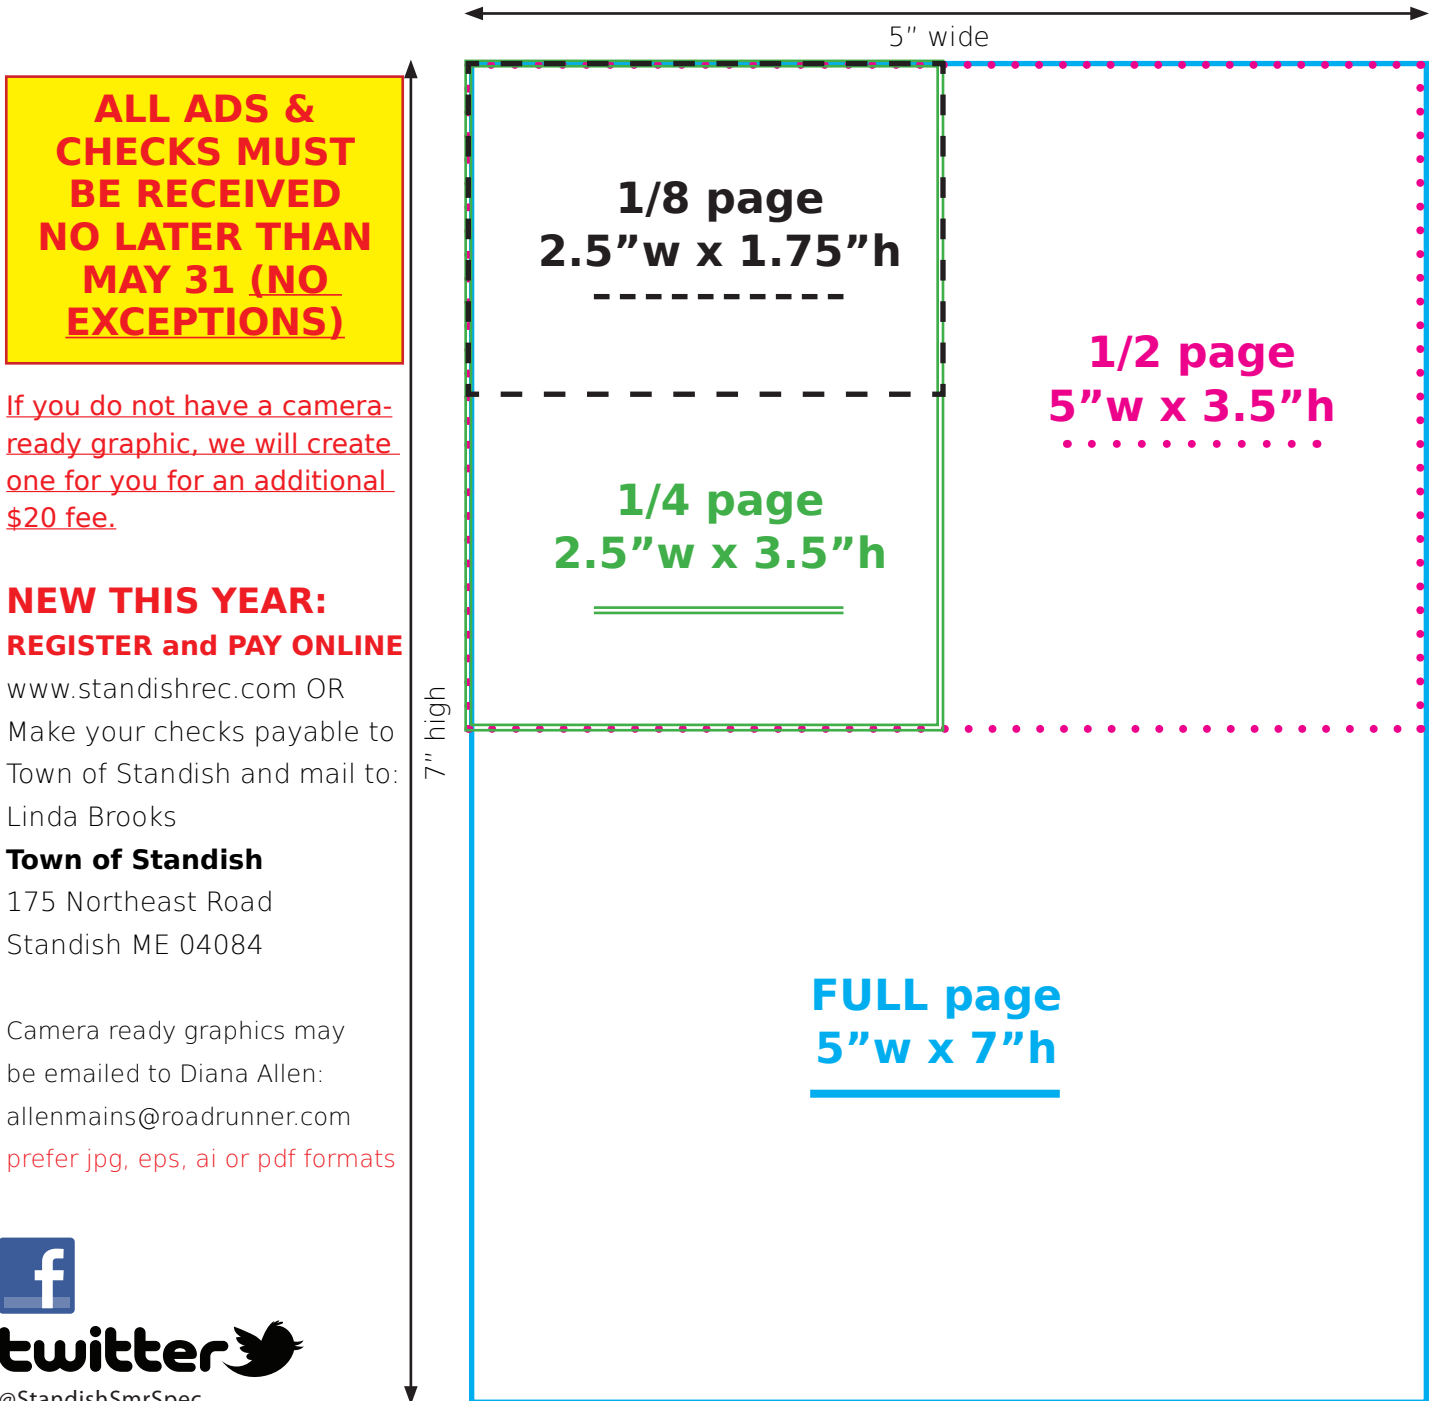 5” wide
ALL ADS &
CHECKS MUST
BE RECEIVED
NO LATER THAN
MAY 31 (NO
EXCEPTIONS)
If you do not have a camera-
ready graphic, we will create
one for you for an additional
$20 fee.
NEW THIS YEAR:
REGISTER and PAY ONLINE
www.standishrec.com OR
Make your checks payable to
Town of Standish and mail to:
Linda Brooks
Town of Standish
175 Northeast Road
Standish ME 04084
Camera ready graphics may
be emailed to Diana Allen:
allenmains@roadrunner.com
prefer jpg, eps, ai or pdf formats
f
twitter
@StandishSmrSpec
7” high
1/8 page
2.5”w x 1.75”h
1/4 page
2.5”w x 3.5”h
1/2 page
5”w x 3.5”h
FULL page
5”w x 7”h